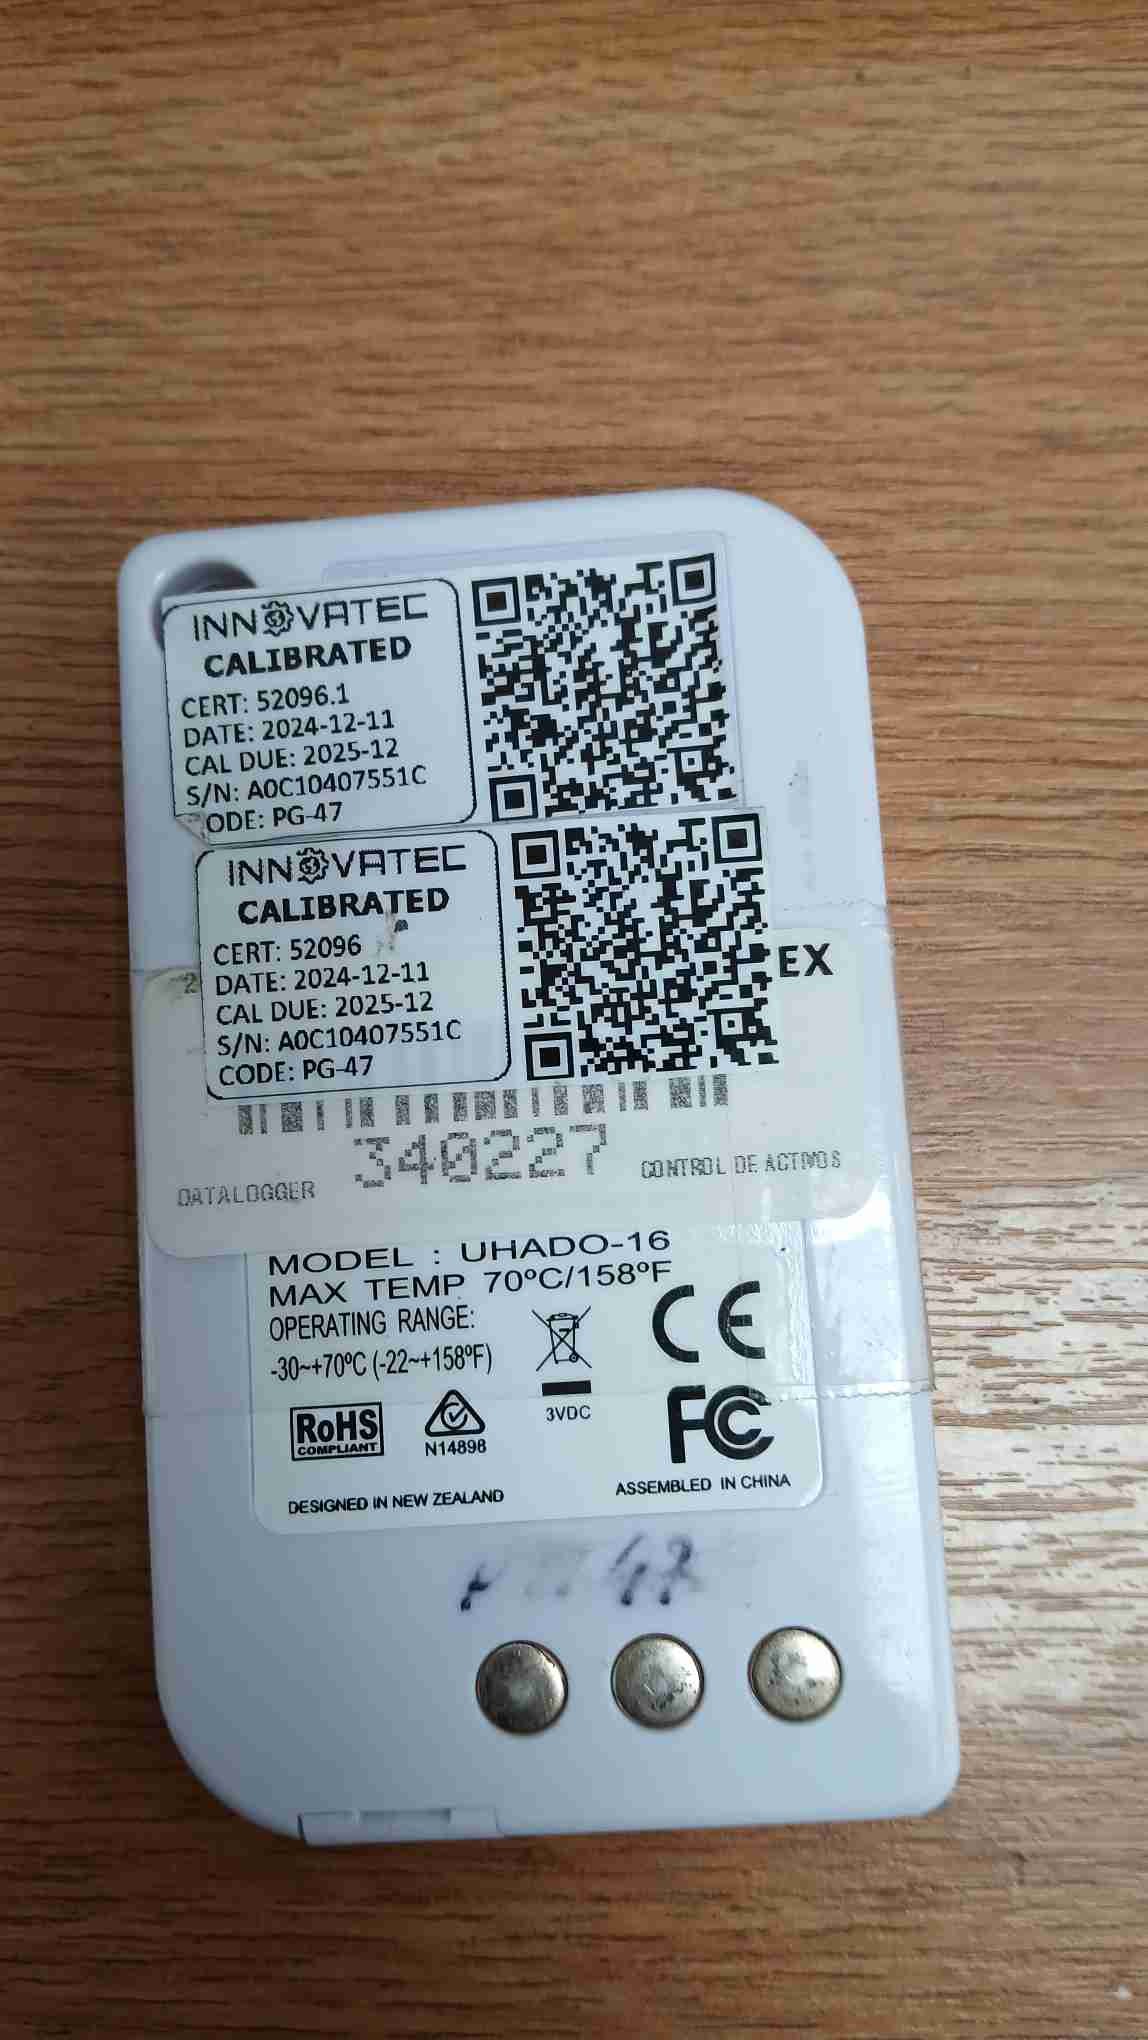 INNOVATEC
CALIBRATED
CERT: 52096.1
DATE: 2024-12-11
CAL DUE: 2025-12
S/N: A0C10407551C
ODE: PG-47
INNOVATEC
CALIBRATED
CERT: 52096
DATE: 2024-12-11
CAL DUE: 2025-12
S/N: A0C10407551C
CODE: PG-47
2
EX
340227
DATALOGGER
CONTROL DE ACTIVOS
MODEL : UHADO-16
MAX TEMP 70ºC/158ºF
OPERATING RANGE:
-30~+70ºC (-22~+158ºF)
CE
RoHS
COMPLIANT
N14898
3VDC
FC
DESIGNED IN NEW ZEALAND
ASSEMBLED IN CHINA
47